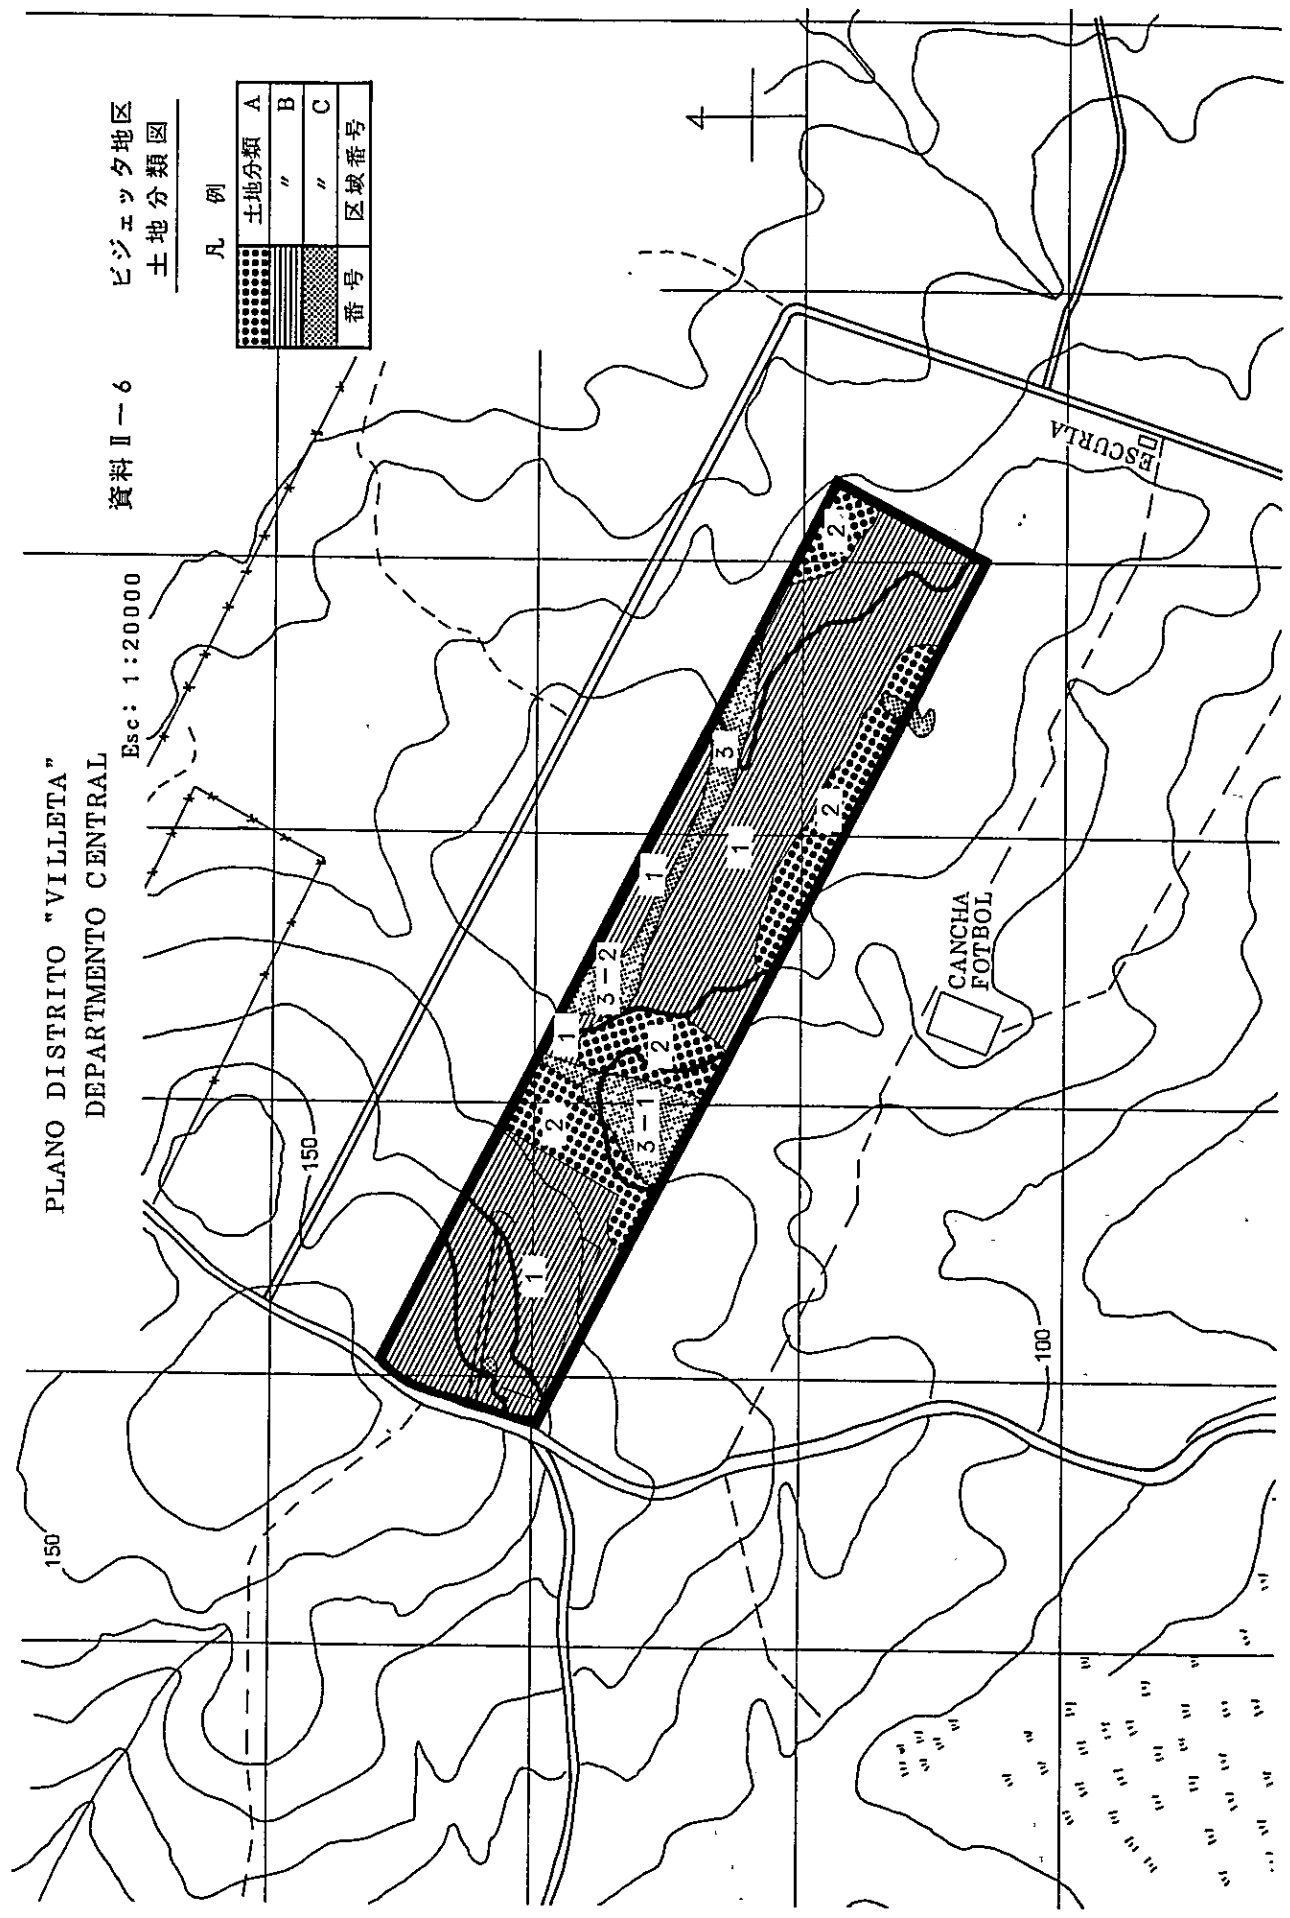 PLANO DISTRITO "VILLETA"
DEPARTMENTO CENTRAL
Esc: 1:20000
資料Ⅱ－6
ビジェッタ地区
土地分類図
凡例
土地分類 A
〃 B
〃 C
番号 区域番号
150
150
100
1
2
3-1
2
1
3-2
1
3
1
2
2
CANCHA
FOTBOL
ESCURLA